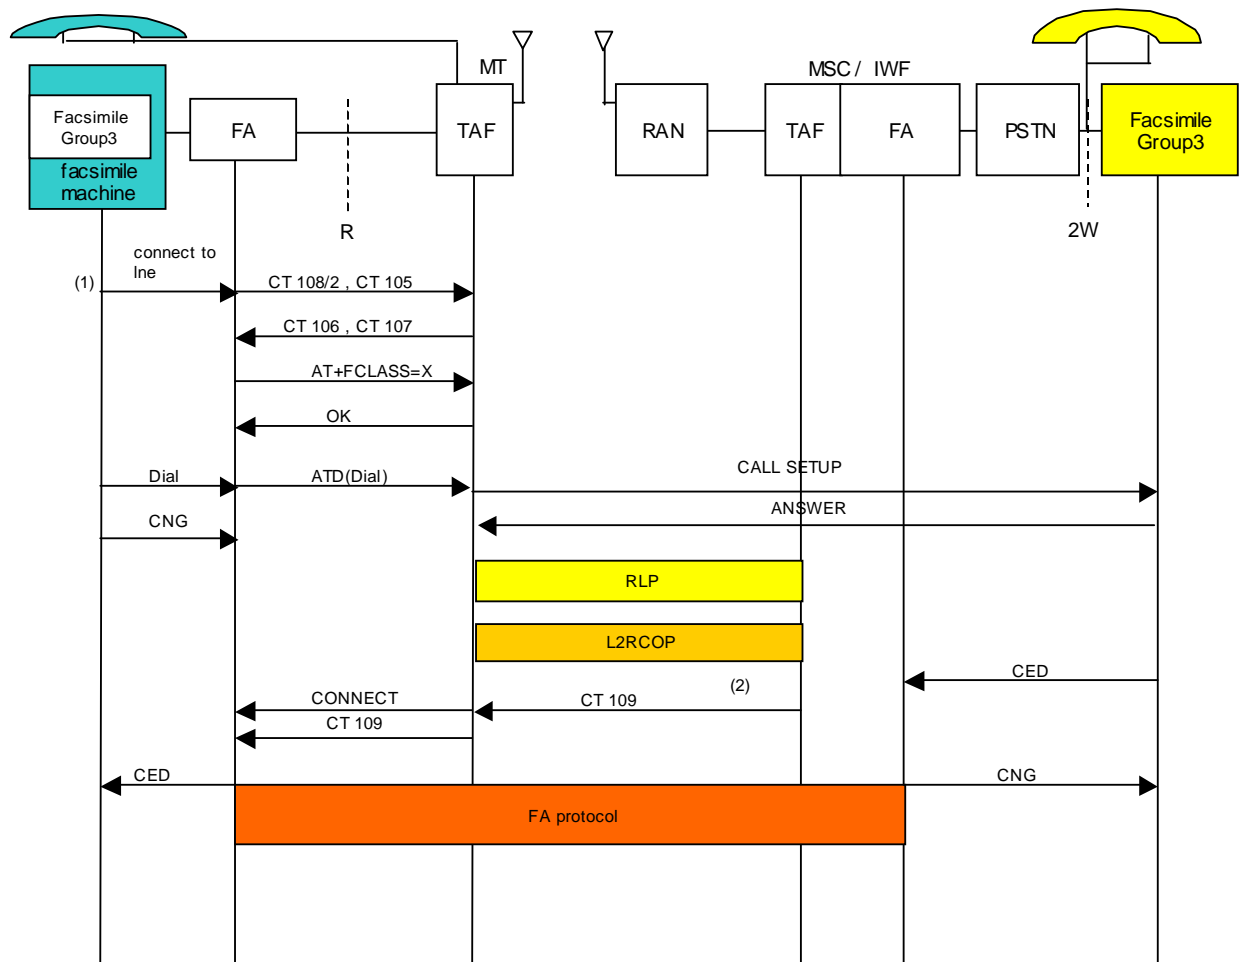 MT
MSC / IWF
Facsimile
Group3
facsimile
machine
FA
TAF
RAN
TAF
FA
PSTN
Facsimile
Group3
R
2W
connect to
lne
(1)
CT 108/2 , CT 105
CT 106 , CT 107
AT+FCLASS=X
OK
Dial
ATD(Dial)
CALL SETUP
CNG
ANSWER
RLP
L2RCOP
CED
(2)
CONNECT
CT 109
CT 109
CED
CNG
FA protocol